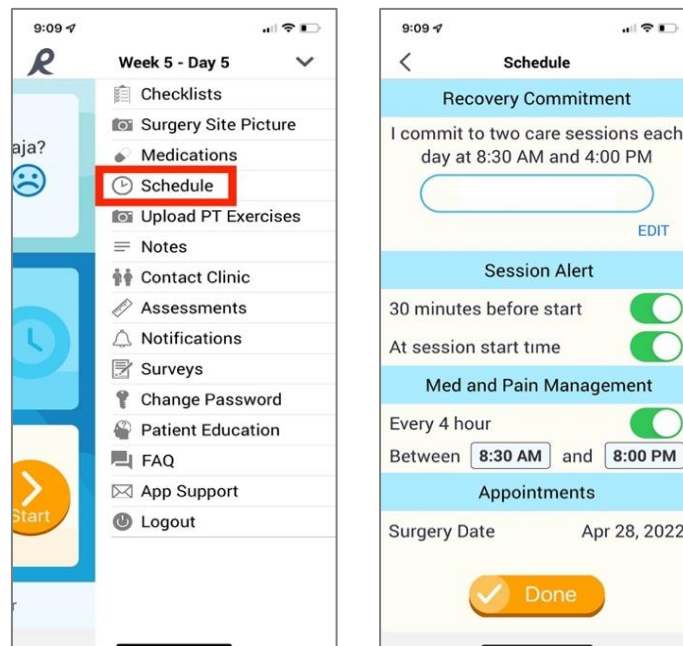 9:09
Week 5 - Day 5
aja?
Start
r
Checklists
Surgery Site Picture
Medications
Schedule
Upload PT Exercises
Notes
Contact Clinic
Assessments
Notifications
Surveys
Change Password
Patient Education
FAQ
App Support
Logout
9:09
Schedule
Recovery Commitment
I commit to two care sessions each
day at 8:30 AM and 4:00 PM
EDIT
Session Alert
30 minutes before start
At session start time
Med and Pain Management
Every 4 hour
Between 8:30 AM and 8:00 PM
Appointments
Surgery Date Apr 28, 2022
Done